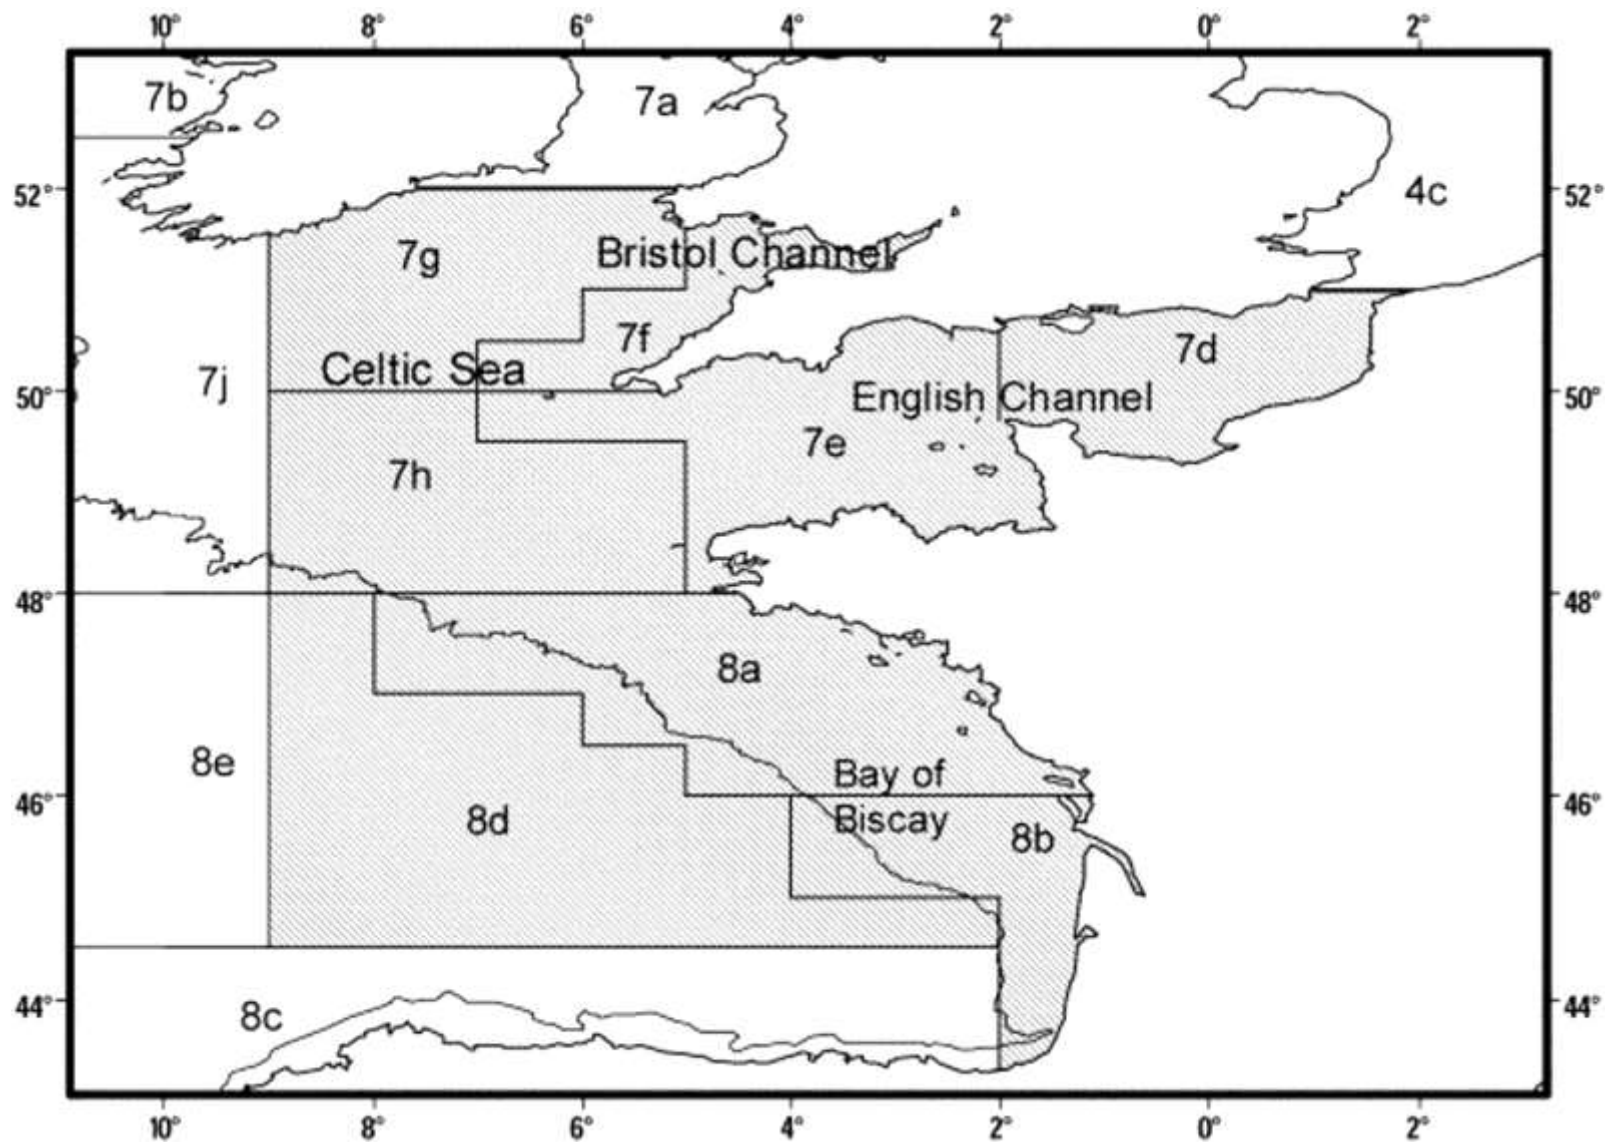 10° 8° 6° 4° 2° 0° 2°
7b
7a
52°
4c
52°
7g
Bristol Channel
7f
7d
Celtic Sea
7j
50°
English Channel
50°
7e
7h
48°
48°
8a
8e
Bay of
46°
46°
Biscay
8d
8b
44°
8c
44°
10° 8° 6° 4° 2° 0° 2°